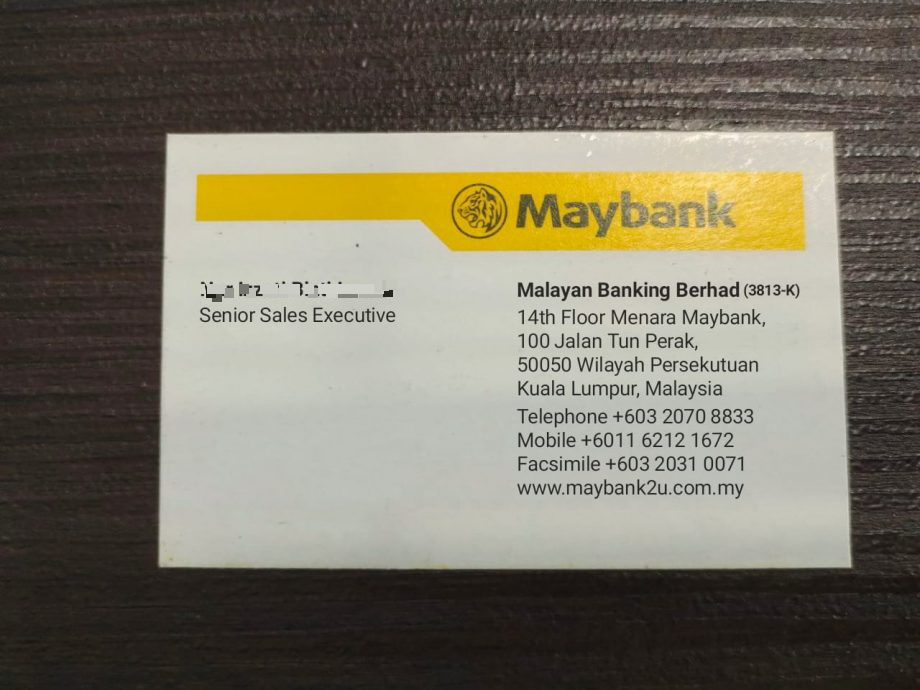 Maybank
Senior Sales Executive
Malayan Banking Berhad (3813-K)
14th Floor Menara Maybank,
100 Jalan Tun Perak,
50050 Wilayah Persekutuan
Kuala Lumpur, Malaysia
Telephone +603 2070 8833
Mobile +6011 6212 1672
Facsimile +603 2031 0071
www.maybank2u.com.my